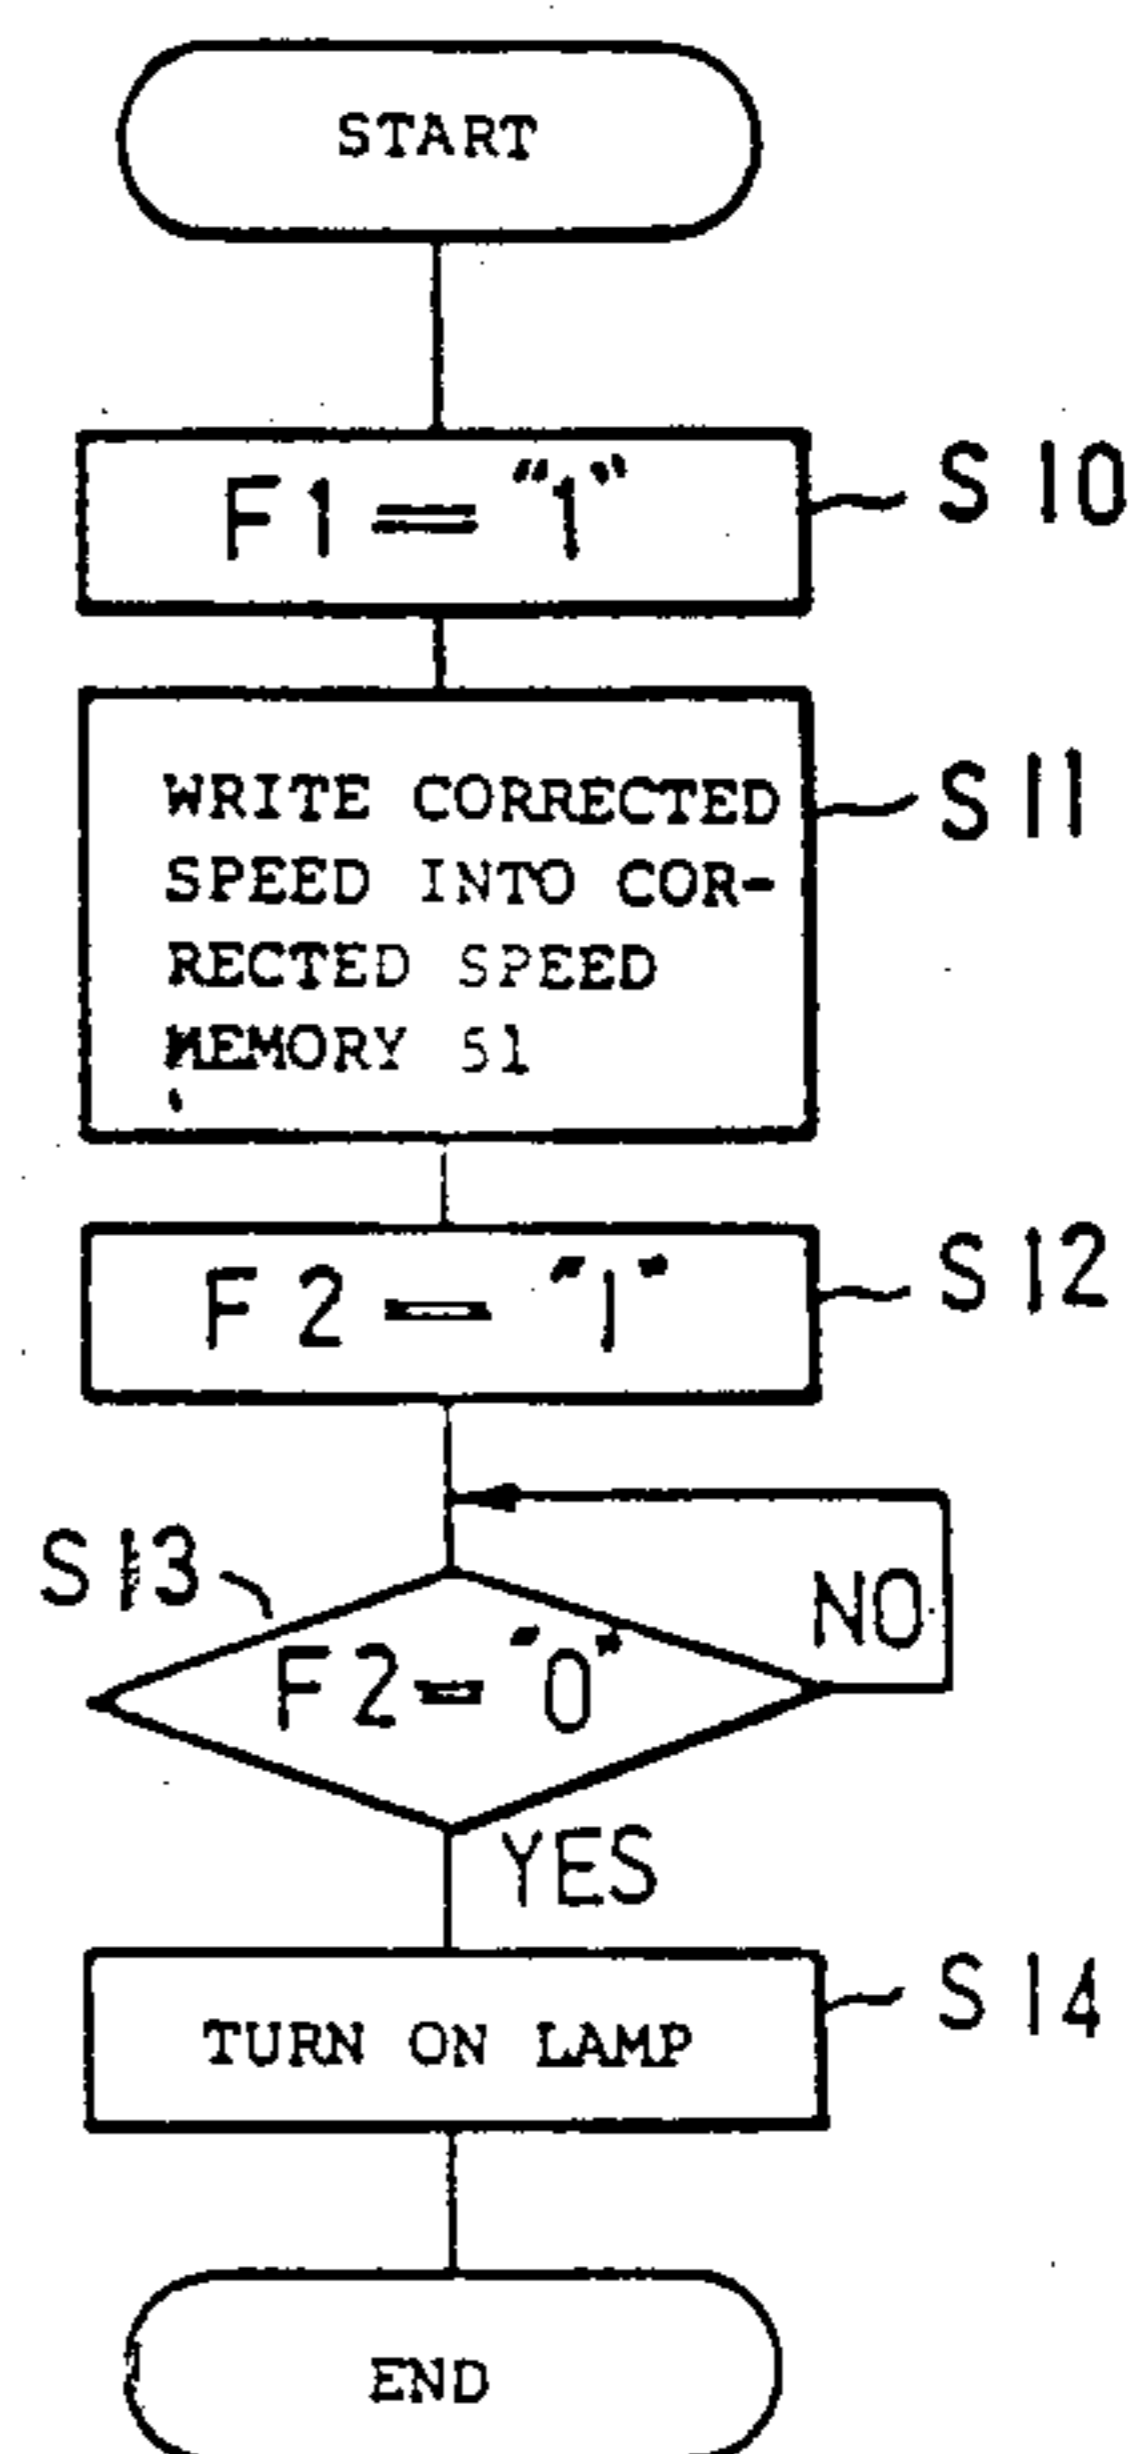 START
F1="1"
S10
WRITE CORRECTED
SPEED INTO COR-
RECTED SPEED
MEMORY 51
S11
F2="1"
S12
S13
F2="0"
NO
YES
TURN ON LAMP
S14
END